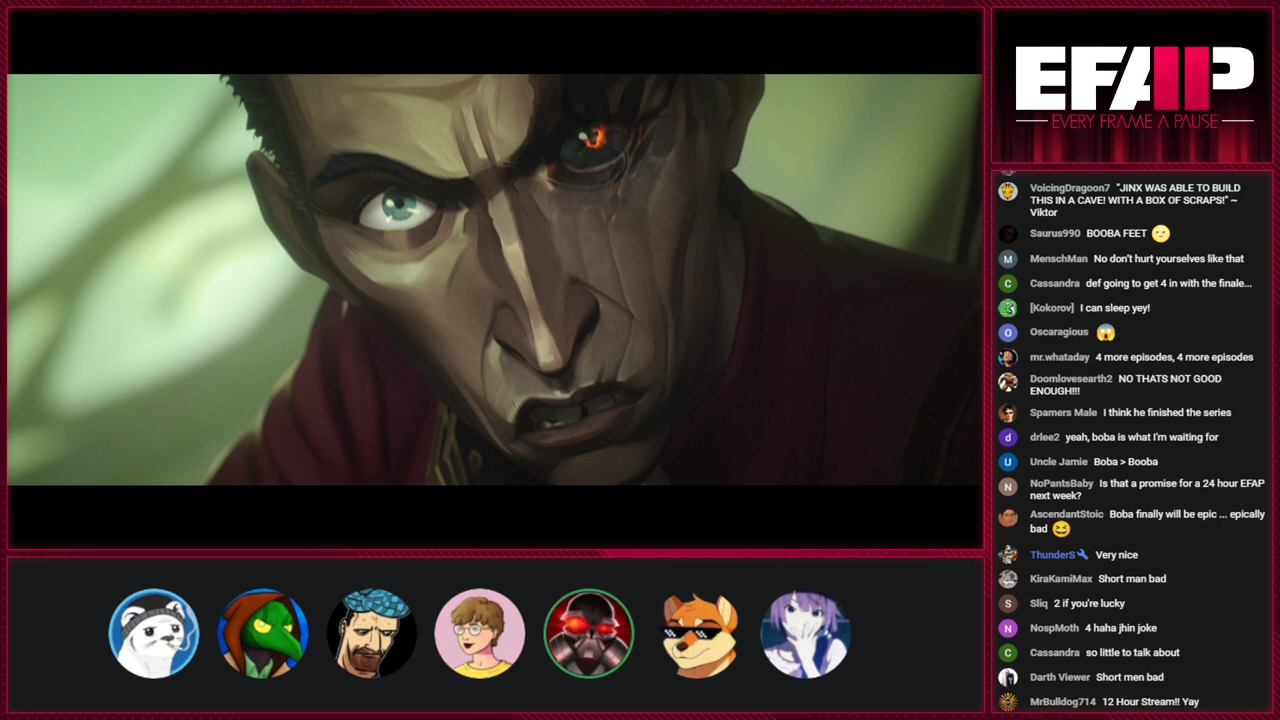 EFAP
EVERY FRAME A PAUSE
VoicingDragoon7 "JINX WAS ABLE TO BUILD
THIS IN A CAVE! WITH A BOX OF SCRAPS!" ~
Viktor
Saurus990 BOOBA FEET
M MenschMan No don't hurt yourselves like that
C Cassandra def going to get 4 in with the finale...
[Kokorov] I can sleep yey!
O Oscaragious
mr.whataday 4 more episodes, 4 more episodes
Doomlovesearth2 NO THATS NOT GOOD
ENOUGH!!!
Spamers Male I think he finished the series
d drlee2 yeah, boba is what I'm waiting for
U Uncle Jamie Boba > Booba
N NoPantsBaby Is that a promise for a 24 hour EFAP
next week?
AscendantStoic Boba finally will be epic ... epically
bad
ThunderS Very nice
KiraKamiMax Short man bad
S Sliq 2 if you're lucky
N NospMoth 4 haha jhin joke
C Cassandra so little to talk about
Darth Viewer Short men bad
MrBulldog714 12 Hour Stream!! Yay